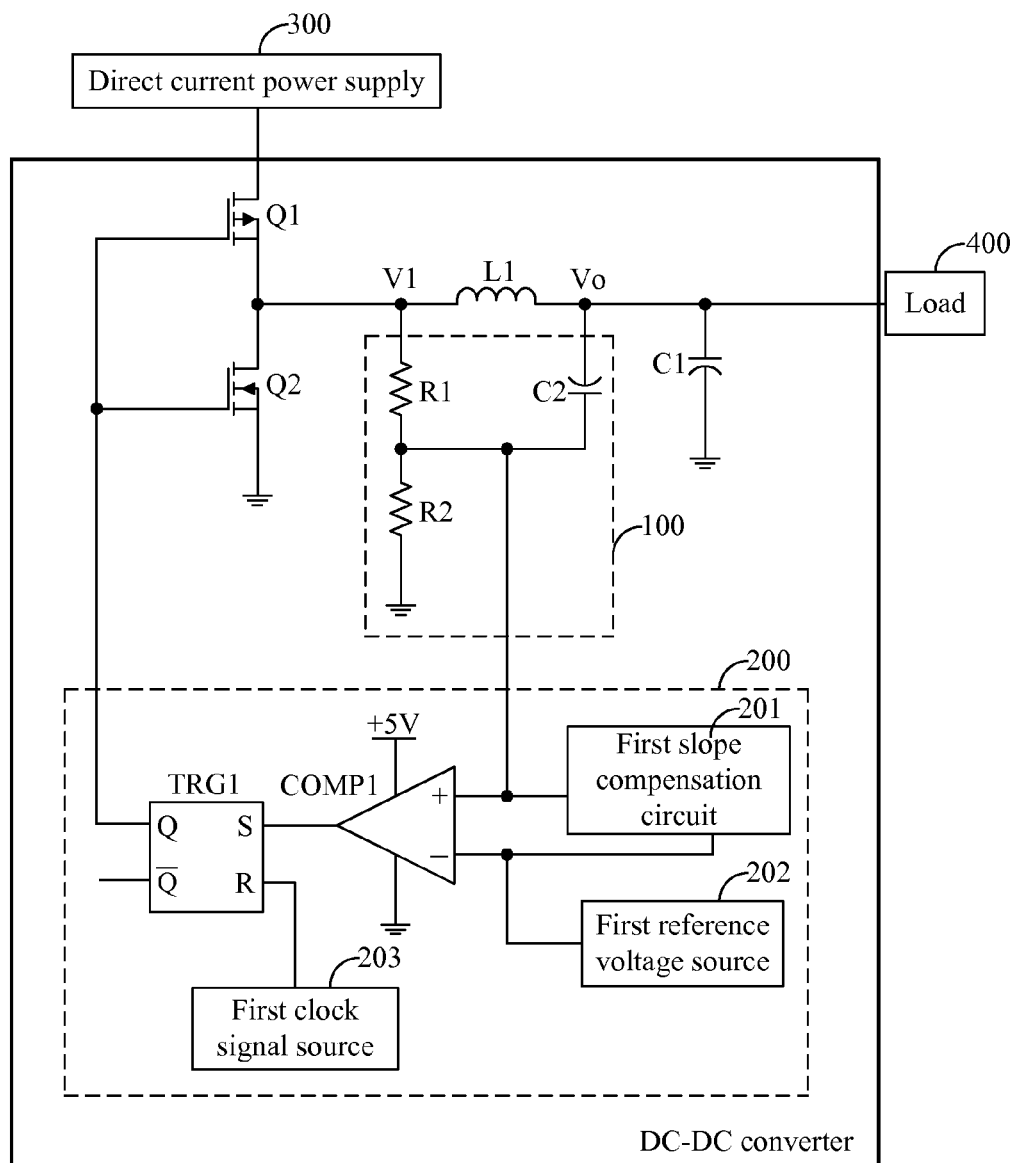 300
Direct current power supply
Q1
400
V1
L1
Vo
Load
Q2
R1
C2
C1
R2
100
200
+5V
201
First slope
compensation
circuit
TRG1
COMP1
+
Q
S
−
Q̅
R
202
First reference
voltage source
203
First clock
signal source
DC-DC converter